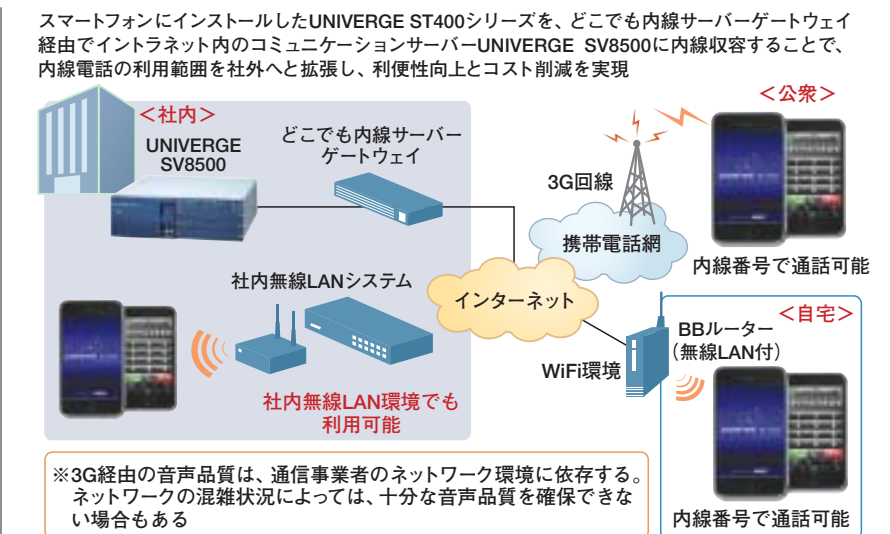 スマートフォンにインストールしたUNIVERGE ST400シリーズを、どこでも内線サーバーゲートウェイ
経由でイントラネット内のコミュニケーションサーバーUNIVERGE SV8500に内線収容することで、
内線電話の利用範囲を社外へと拡張し、利便性向上とコスト削減を実現
＜社内＞
UNIVERGE
SV8500
どこでも内線サーバー
ゲートウェイ
＜公衆＞
3G回線
携帯電話網
内線番号で通話可能
社内無線LANシステム
インターネット
社内無線LAN環境でも
利用可能
WiFi環境
＜自宅＞
BBルーター
（無線LAN付）
内線番号で通話可能
※3G経由の音声品質は、通信事業者のネットワーク環境に依存する。
ネットワークの混雑状況によっては、十分な音声品質を確保できな
い場合もある